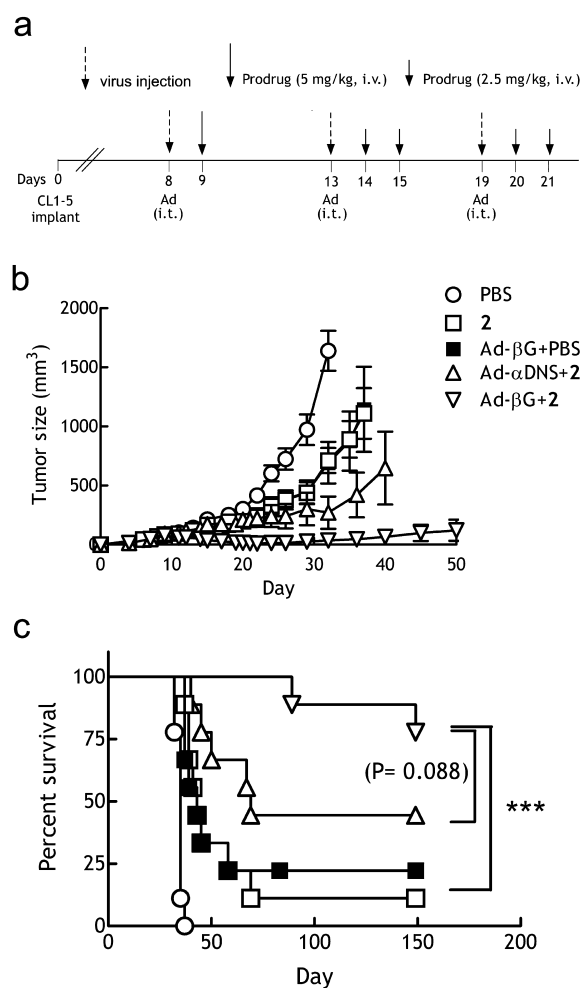 a
virus injection
Prodrug (5 mg/kg, i.v.)
Prodrug (2.5 mg/kg, i.v.)
Days 0 8 9 13 14 15 19 20 21
CL1-5
implant
Ad
(i.t.)
Ad
(i.t.)
Ad
(i.t.)
b
2000
1500
1000
500
0
Tumor size (mm³)
0 10 20 30 40 50
Day
PBS
2
Ad-βG+PBS
Ad-αDNS+2
Ad-βG+2
c
100
75
50
25
0
Percent survival
(P= 0.088)
***
0 50 100 150 200
Day